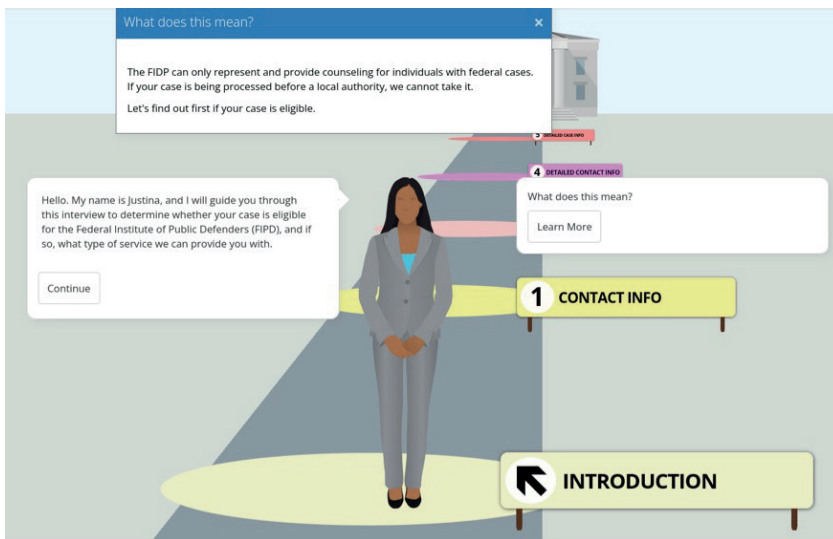 What does this mean? ×
The FIDP can only represent and provide counseling for individuals with federal cases.
If your case is being processed before a local authority, we cannot take it.
Let's find out first if your case is eligible.
5 DETAILED CASE INFO
4 DETAILED CONTACT INFO
Hello. My name is Justina, and I will guide you through
this interview to determine whether your case is eligible
for the Federal Institute of Public Defenders (FIPD), and if
so, what type of service we can provide you with.
Continue
What does this mean?
Learn More
1 CONTACT INFO
INTRODUCTION